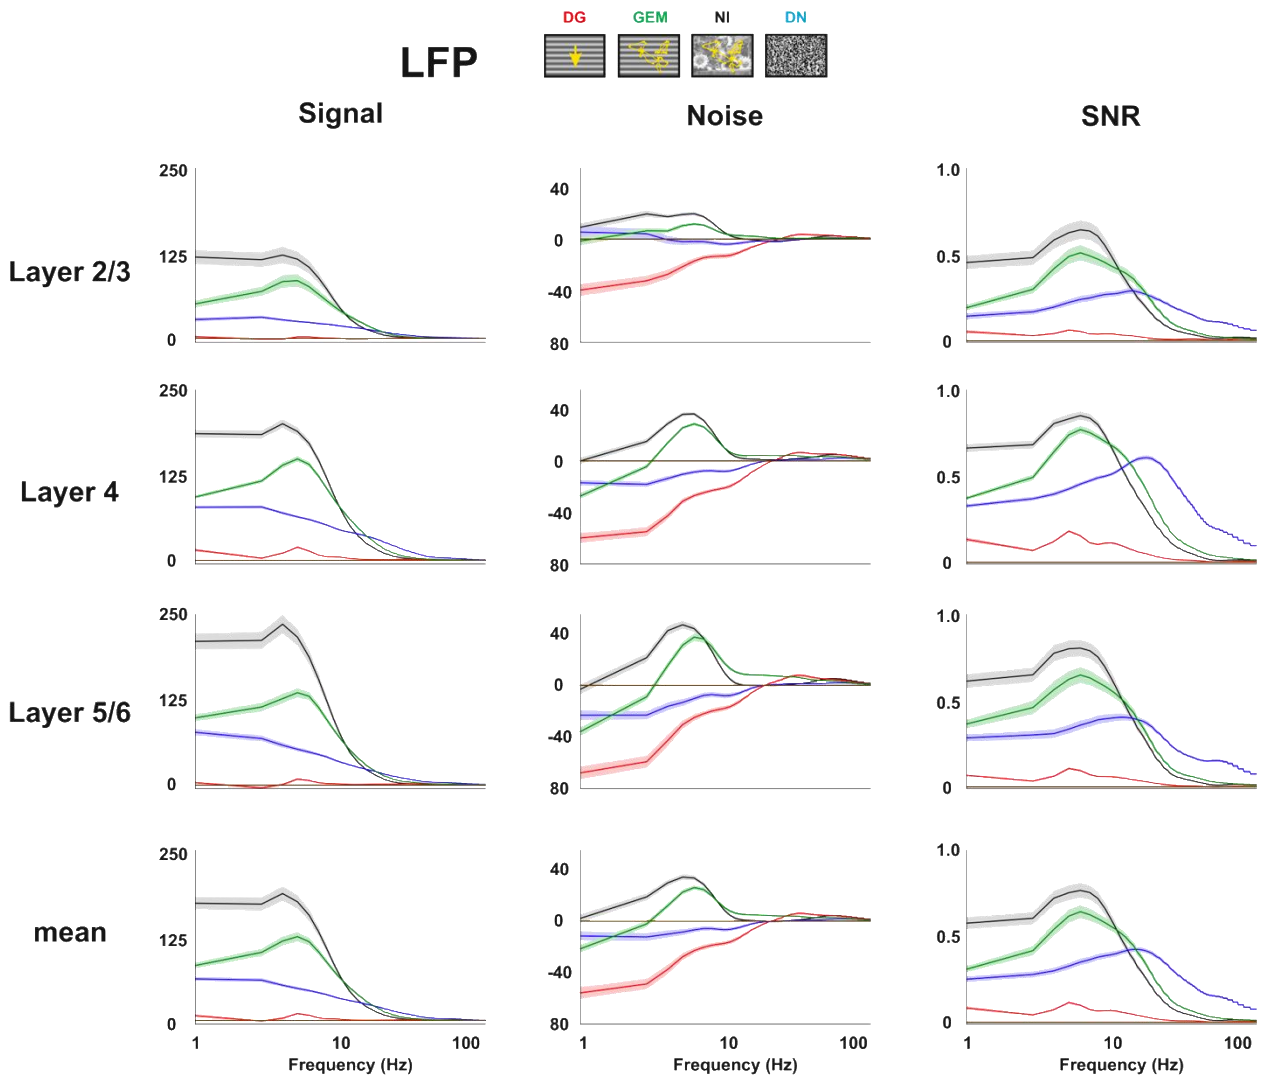 DG GEM NI DN
LFP
Signal Noise SNR
250 40 1.0
Layer 2/3 125 0 0.5
-40
0 80 0
250 40 1.0
Layer 4 125 0 0.5
-40
0 80 0
250 40 1.0
Layer 5/6 125 0 0.5
-40
0 80 0
250 40 1.0
mean 125 0 0.5
-40
0 80 0
1 10 100 1 10 100 1 10 100
Frequency (Hz) Frequency (Hz) Frequency (Hz)